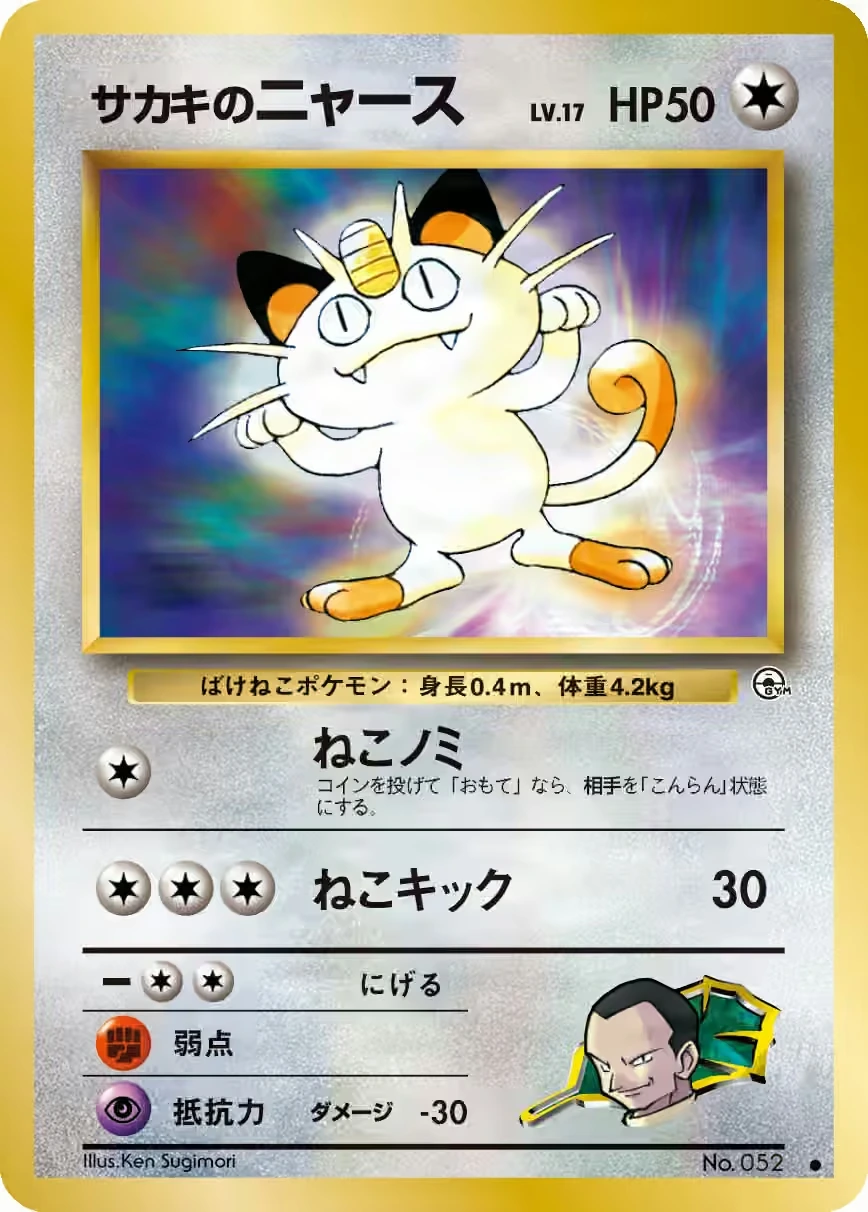 サカキのニャース LV.17 HP50
ばけねこポケモン：身長0.4m、体重4.2kg
GYM
ねこノミ
コインを投げて「おもて」なら、相手を「こんらん」状態
にする。
ねこキック 30
にげる
弱点
抵抗力 ダメージ -30
Illus.Ken Sugimori No.052